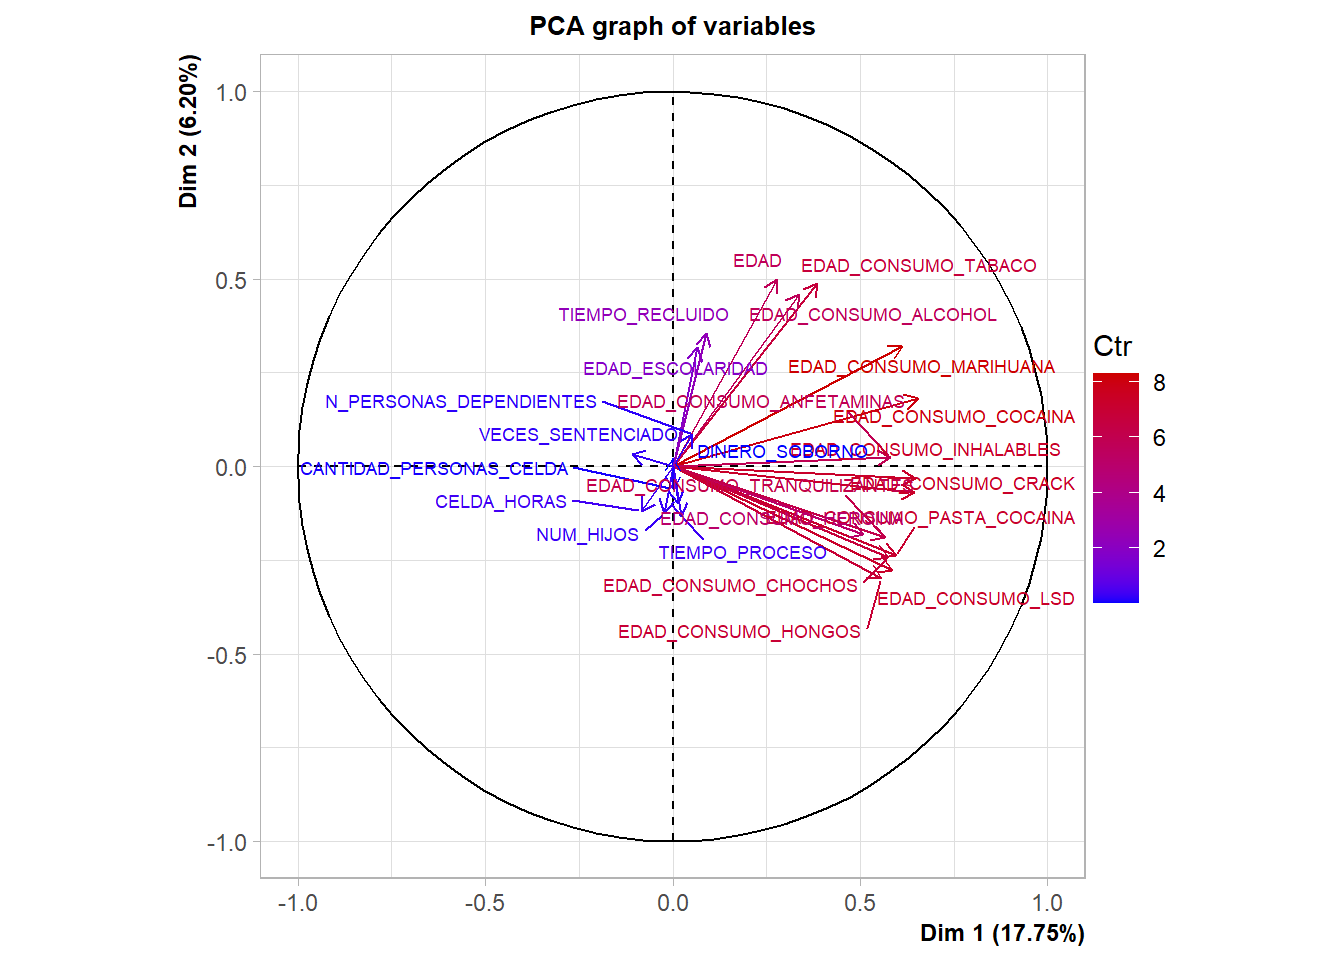 PCA graph of variables
Dim 2 (6.20%)
1.0
0.5
0.0
-0.5
-1.0
EDAD
EDAD_CONSUMO_TABACO
TIEMPO_RECLUIDO
EDAD_CONSUMO_ALCOHOL
EDAD_ESCOLARIDAD
EDAD_CONSUMO_MARIHUANA
N_PERSONAS_DEPENDIENTES
EDAD_CONSUMO_ANFETAMINAS
EDAD_CONSUMO_COCAINA
VECES_SENTENCIADO
DINERO_SOBORNO
EDAD_CONSUMO_INHALABLES
CANTIDAD_PERSONAS_CELDA
EDAD_CONSUMO_TRANQUILIZANTES
EDAD_CONSUMO_CRACK
CELDA_HORAS
EDAD_CONSUMO_PASTA_COCAINA
NUM_HIJOS
TIEMPO_PROCESO
EDAD_CONSUMO_CHOCHOS
EDAD_CONSUMO_LSD
EDAD_CONSUMO_HONGOS
-1.0 -0.5 0.0 0.5 1.0
Dim 1 (17.75%)
Ctr
8
6
4
2